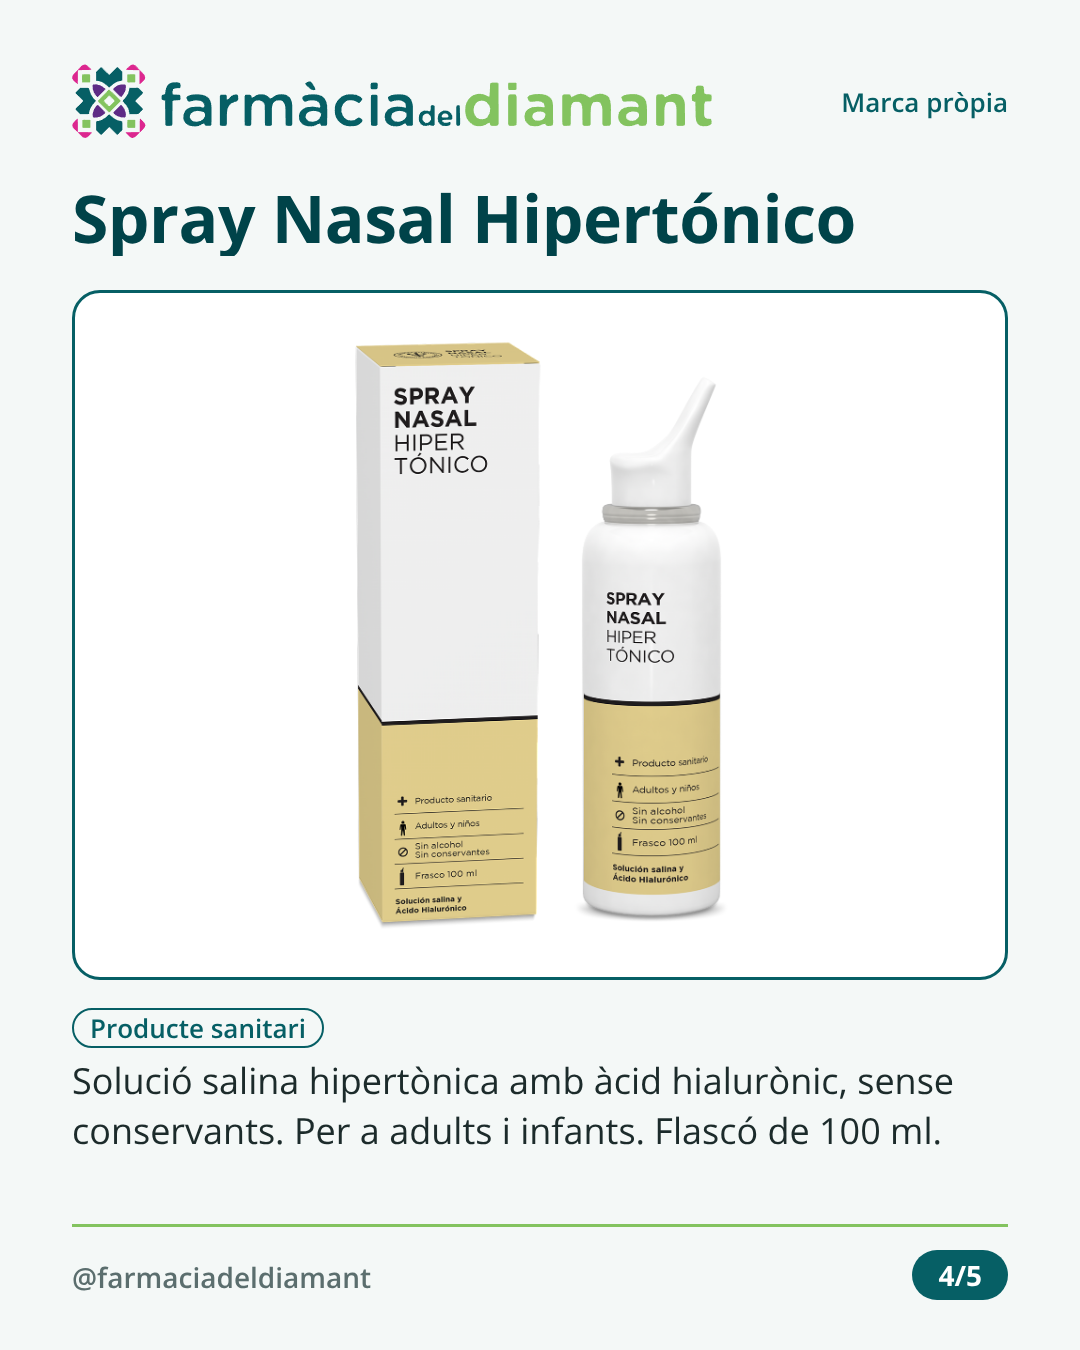 farmàciadeldiamant
Marca pròpia
Spray Nasal Hipertónico
SPRAY
NASAL
HIPER
TÓNICO
Producto sanitario
Adultos y niños
Sin alcohol
Sin conservantes
Frasco 100 ml
Solución salina y
Ácido Hialurónico
SPRAY
NASAL
HIPER
TÓNICO
Producto sanitario
Adultos y niños
Sin alcohol
Sin conservantes
Frasco 100 ml
Solución salina y
Ácido Hialurónico
Producte sanitari
Solució salina hipertònica amb àcid hialurònic, sense
conservants. Per a adults i infants. Flascó de 100 ml.
@farmaciadeldiamant
4/5